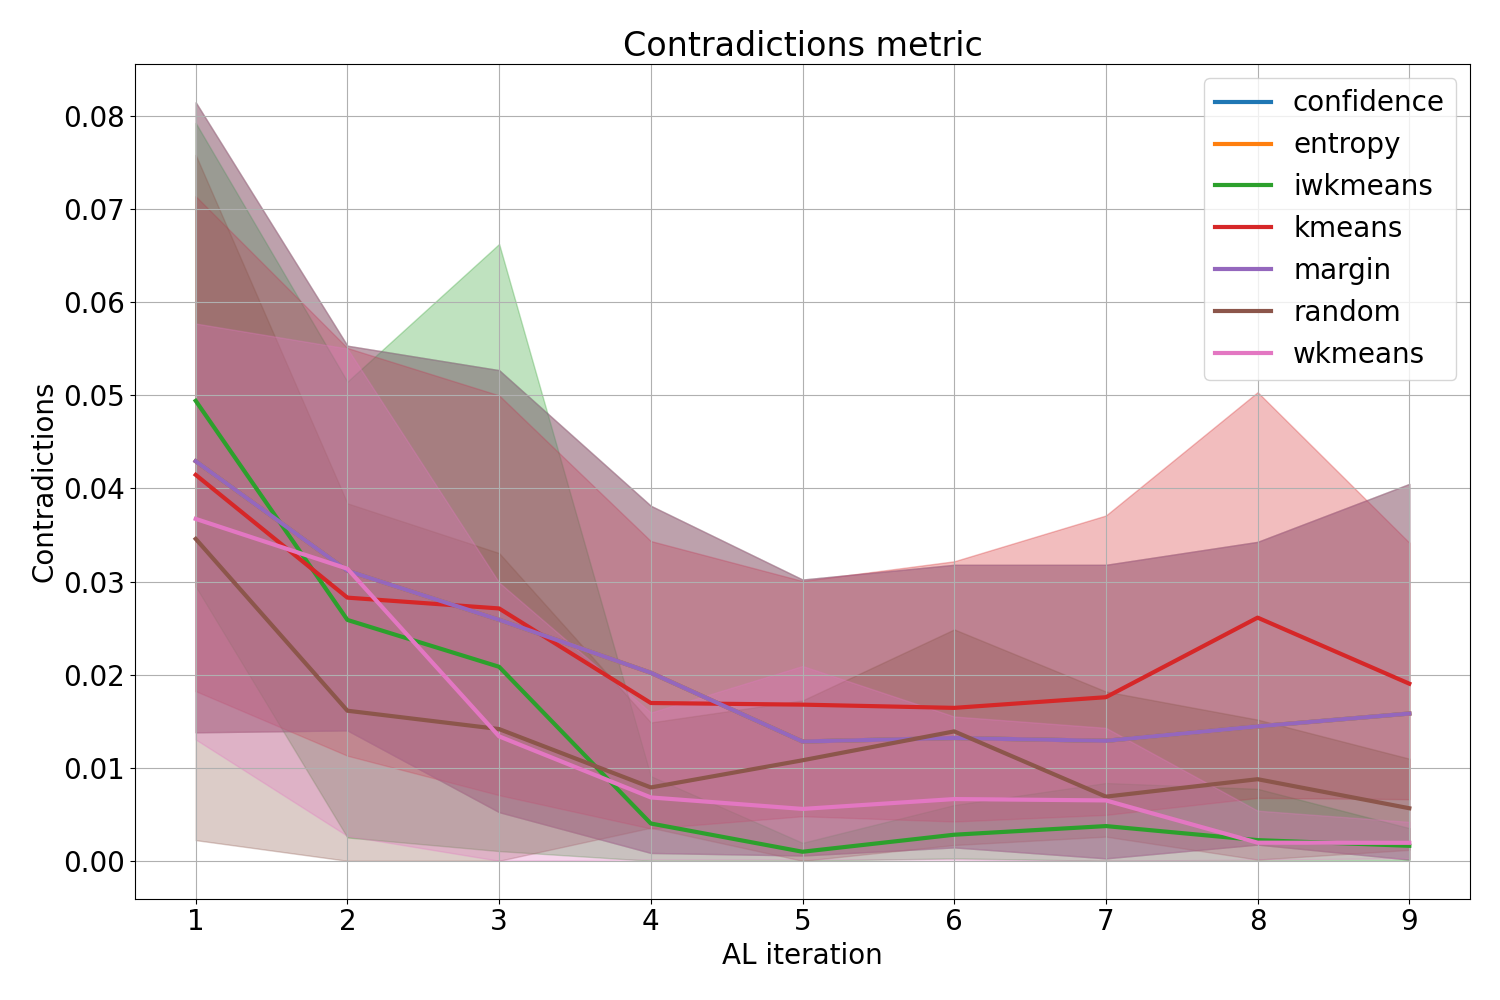 Contradictions metric
Contradictions
0.08
0.07
0.06
0.05
0.04
0.03
0.02
0.01
0.00
1 2 3 4 5 6 7 8 9
AL iteration
confidence
entropy
iwkmeans
kmeans
margin
random
wkmeans